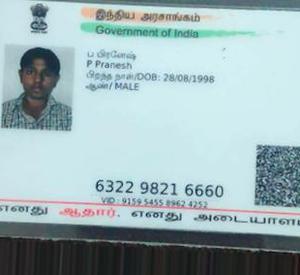 இந்திய அரசாங்கம்
Government of India
ப பிரனேஷ்
P Pranesh
பிறந்த நாள்/DOB: 28/08/1998
ஆண்/ MALE
6322 9821 6660
VID : 9159 5455 8962 4252
எனது ஆதார், எனது அடையாள